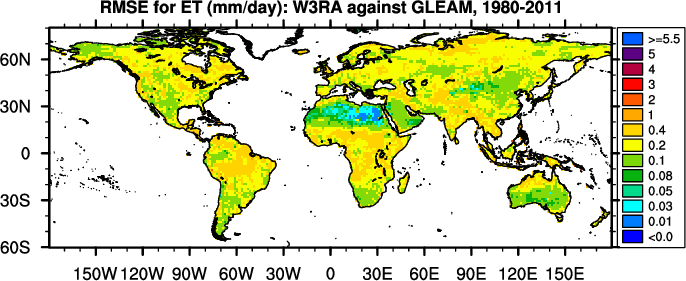 RMSE for ET (mm/day): W3RA against GLEAM, 1980-2011
60N
30N
0
30S
60S
150W 120W 90W 60W 30W 0 30E 60E 90E 120E 150E
>=5.5
5
4
3
2
1
0.4
0.2
0.1
0.08
0.05
0.03
0.01
<0.0